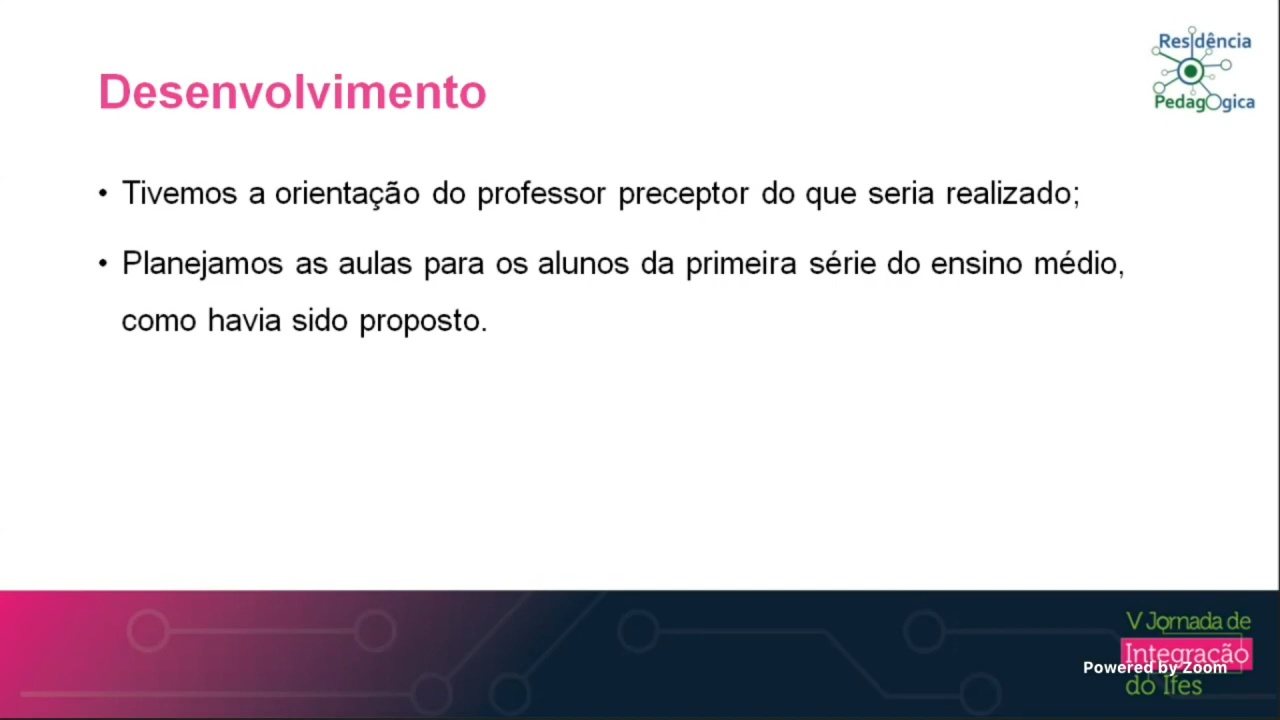 Residência
PedagOgica
Desenvolvimento
• Tivemos a orientação do professor preceptor do que seria realizado;
• Planejamos as aulas para os alunos da primeira série do ensino médio,
como havia sido proposto.
V Jornada de
Integração
Powered by Zoom
do Ifes